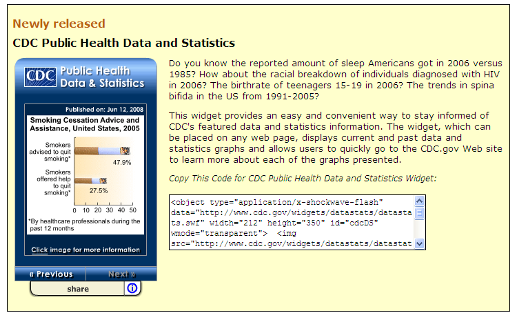 Newly released
CDC Public Health Data and Statistics
CDC Public Health
Data & Statistics
Published on: Jun 12, 2008
Smoking Cessation Advice and
Assistance, United States, 2005
Smokers
advised to quit
smoking*
47.9%
Smokers
offered help
to quit
smoking*
27.5%
0 10 20 30 40 50
*By healthcare professionals during the
past 12 months
Click image for more information
« Previous
Next »
share
Do you know the reported amount of sleep Americans got in 2006 versus
1985? How about the racial breakdown of individuals diagnosed with HIV
in 2006? The birthrate of teenagers 15-19 in 2006? The trends in spina
bifida in the US from 1991-2005?
This widget provides an easy and convenient way to stay informed of
CDC's featured data and statistics information. The widget, which can
be placed on any web page, displays current and past data and
statistics graphs and allows users to quickly go to the CDC.gov Web site
to learn more about each of the graphs presented.
Copy This Code for CDC Public Health Data and Statistics Widget:
<object type="application/x-shockwave-flash"
data="http://www.cdc.gov/widgets/datastats/datasta
ts.swf" width="212" height="350" id="cdcDS"
wmode="transparent"> <img
src="http://www.cdc.gov/widgets/datastats/datastat